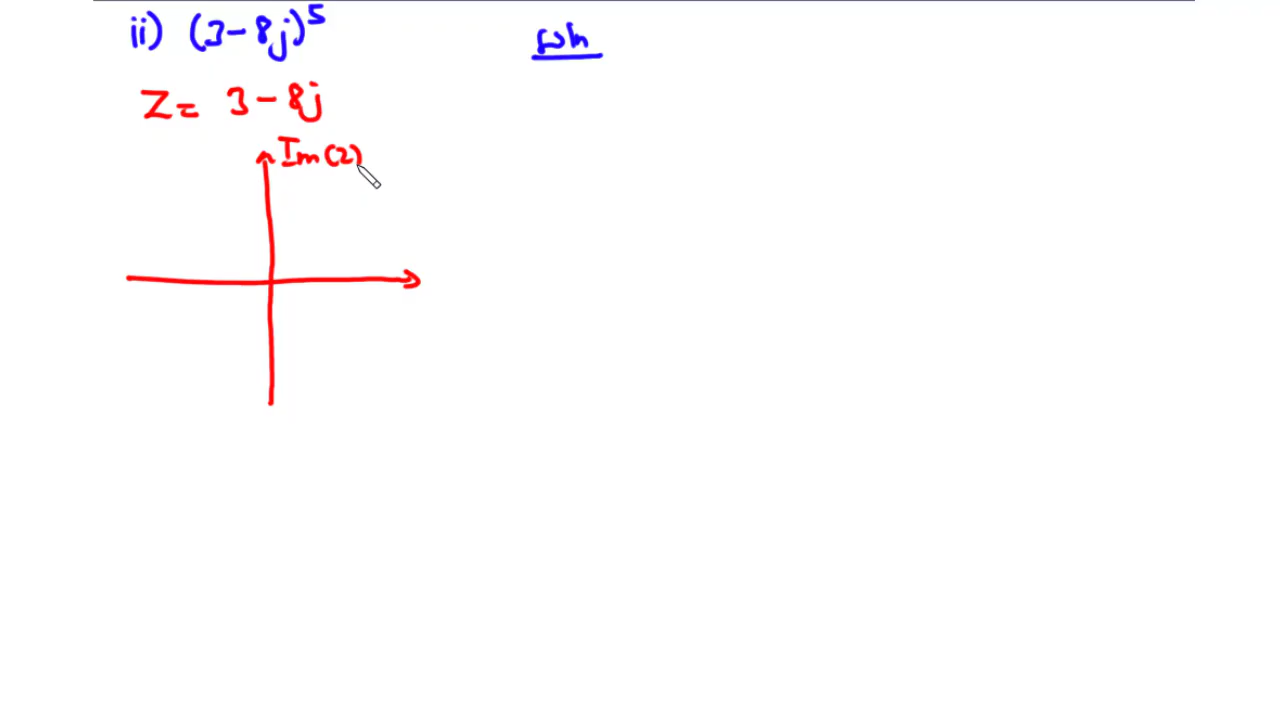 ii) (3-8j)^5
soln
Z = 3-8j
Im(z)